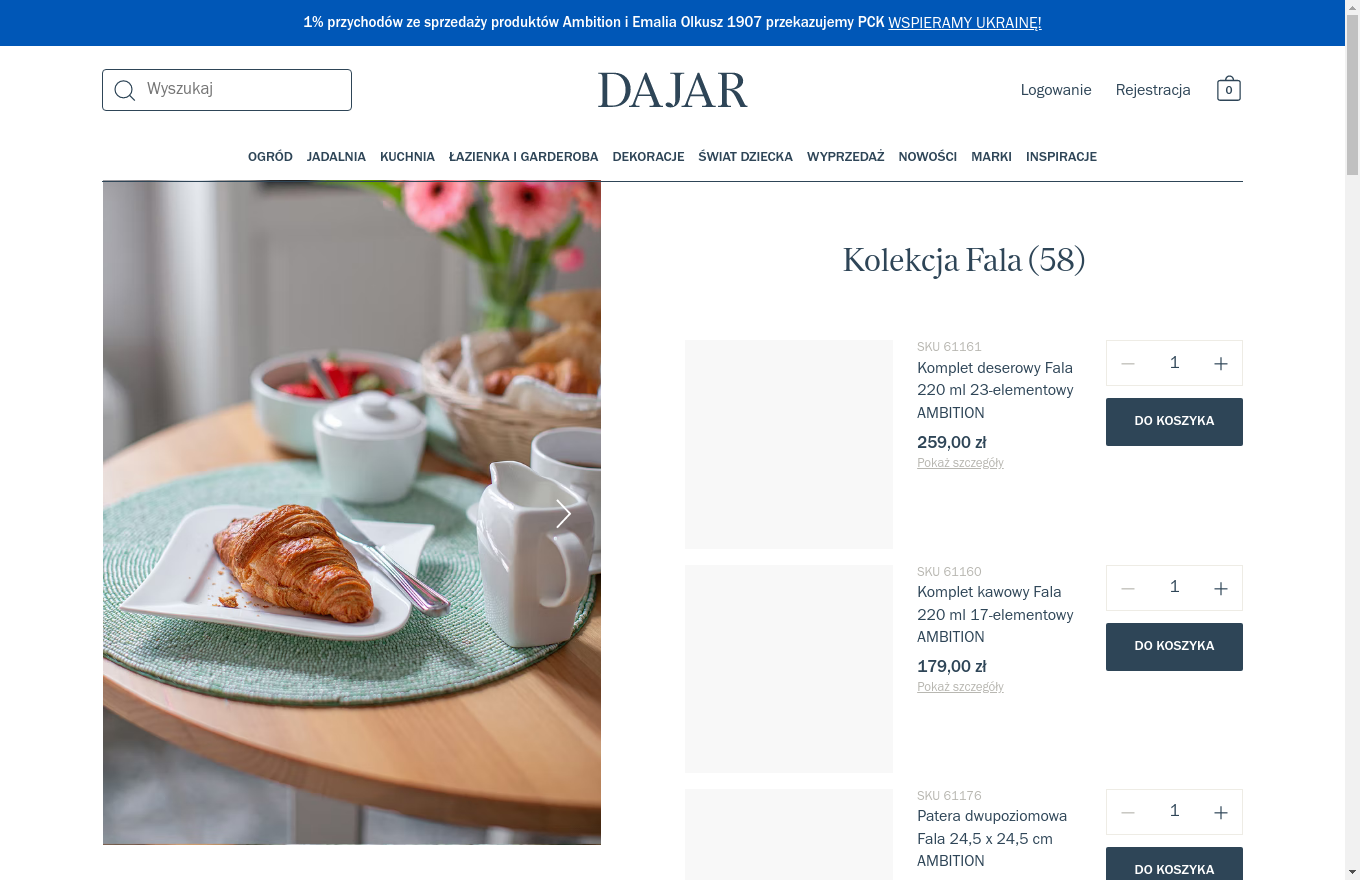 1% przychodów ze sprzedaży produktów Ambition i Emalia Olkusz 1907 przekazujemy PCK WSPIERAMY UKRAINĘ!
Wyszukaj
DAJAR
Logowanie
Rejestracja
0
OGRÓD JADALNIA KUCHNIA ŁAZIENKA I GARDEROBA DEKORACJE ŚWIAT DZIECKA WYPRZEDAŻ NOWOŚCI MARKI INSPIRACJE
Kolekcja Fala (58)
SKU 61161
Komplet deserowy Fala
220 ml 23-elementowy
AMBITION
259,00 zł
Pokaż szczegóły
1
DO KOSZYKA
SKU 61160
Komplet kawowy Fala
220 ml 17-elementowy
AMBITION
179,00 zł
Pokaż szczegóły
1
DO KOSZYKA
SKU 61176
Patera dwupoziomowa
Fala 24,5 x 24,5 cm
AMBITION
1
DO KOSZYKA